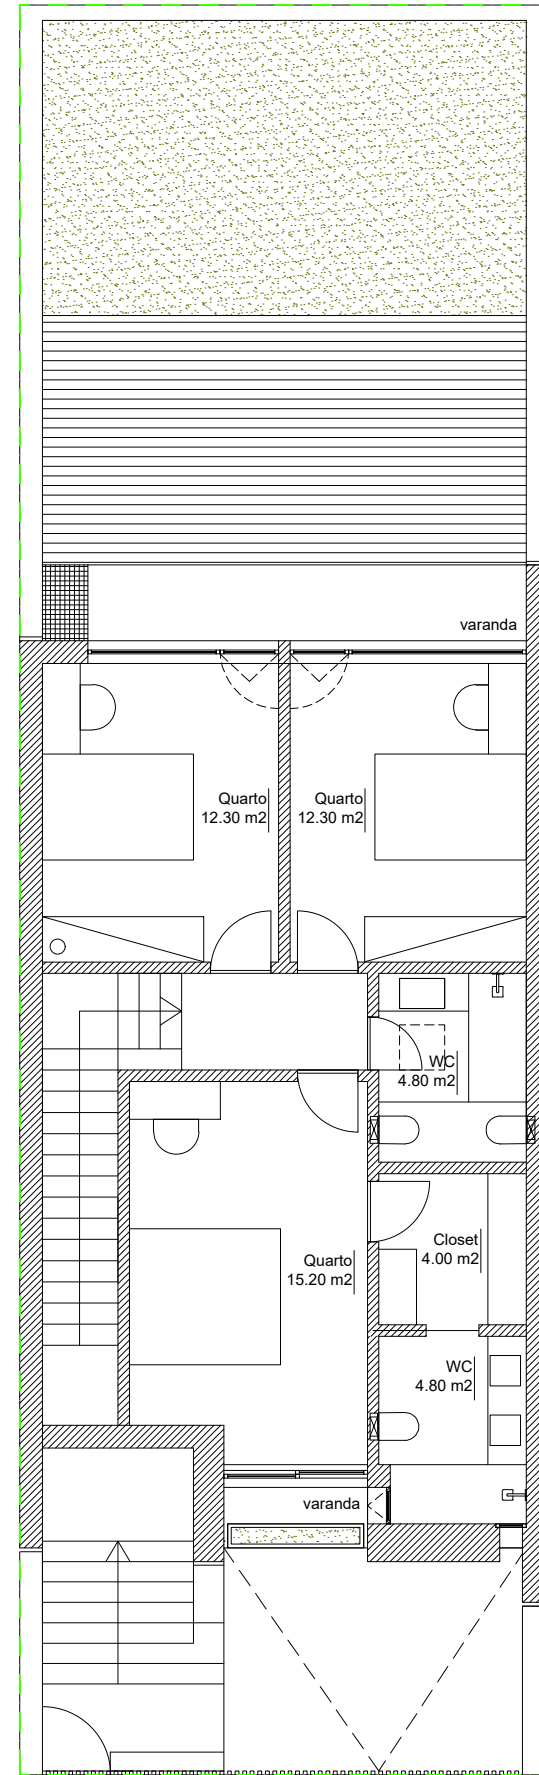 varanda
Quarto
12.30 m2
Quarto
12.30 m2
WC
4.80 m2
Closet
4.00 m2
Quarto
15.20 m2
WC
4.80 m2
varanda